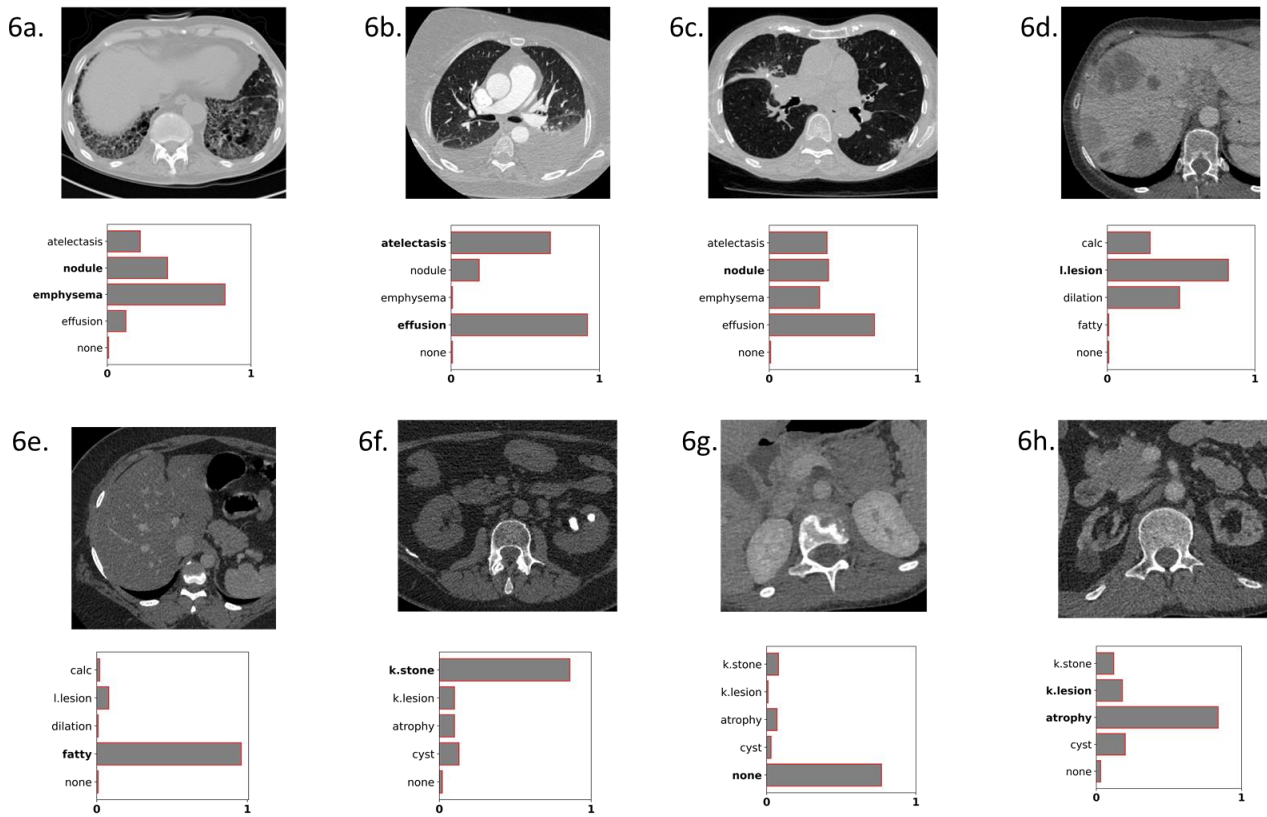 6a.
6b.
6c.
6d.
atelectasis
nodule
emphysema
effusion
none
0 1
atelectasis
nodule
emphysema
effusion
none
0 1
atelectasis
nodule
emphysema
effusion
none
0 1
calc
l.lesion
dilation
fatty
none
0 1
6e.
6f.
6g.
6h.
calc
l.lesion
dilation
fatty
none
0 1
k.stone
k.lesion
atrophy
cyst
none
0 1
k.stone
k.lesion
atrophy
cyst
none
0 1
k.stone
k.lesion
atrophy
cyst
none
0 1